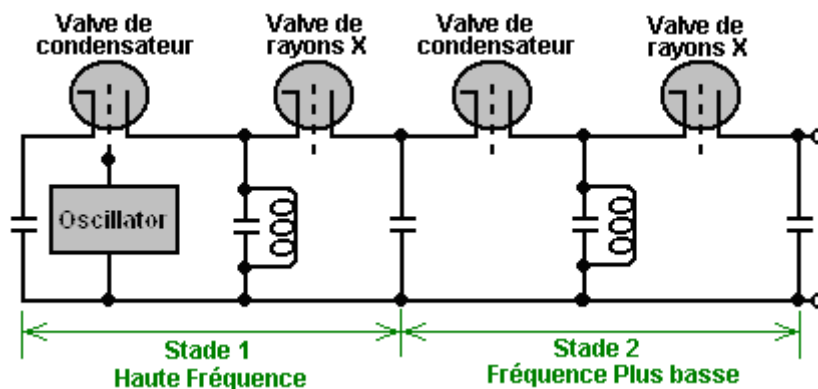 Valve de
condensateur
Valve de
rayons X
Valve de
condensateur
Valve de
rayons X
Oscillator
Stade 1
Haute Fréquence
Stade 2
Fréquence Plus basse